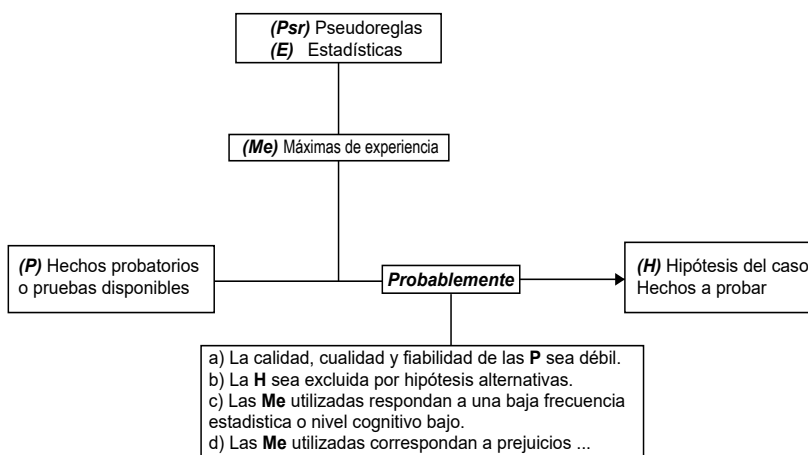 (Psr) Pseudoreglas
(E) Estadísticas
(Me) Máximas de experiencia
(P) Hechos probatorios
o pruebas disponibles
Probablemente
(H) Hipótesis del caso
Hechos a probar
a) La calidad, cualidad y fiabilidad de las P sea débil.
b) La H sea excluida por hipótesis alternativas.
c) Las Me utilizadas respondan a una baja frecuencia
estadistica o nivel cognitivo bajo.
d) Las Me utilizadas correspondan a prejuicios ...